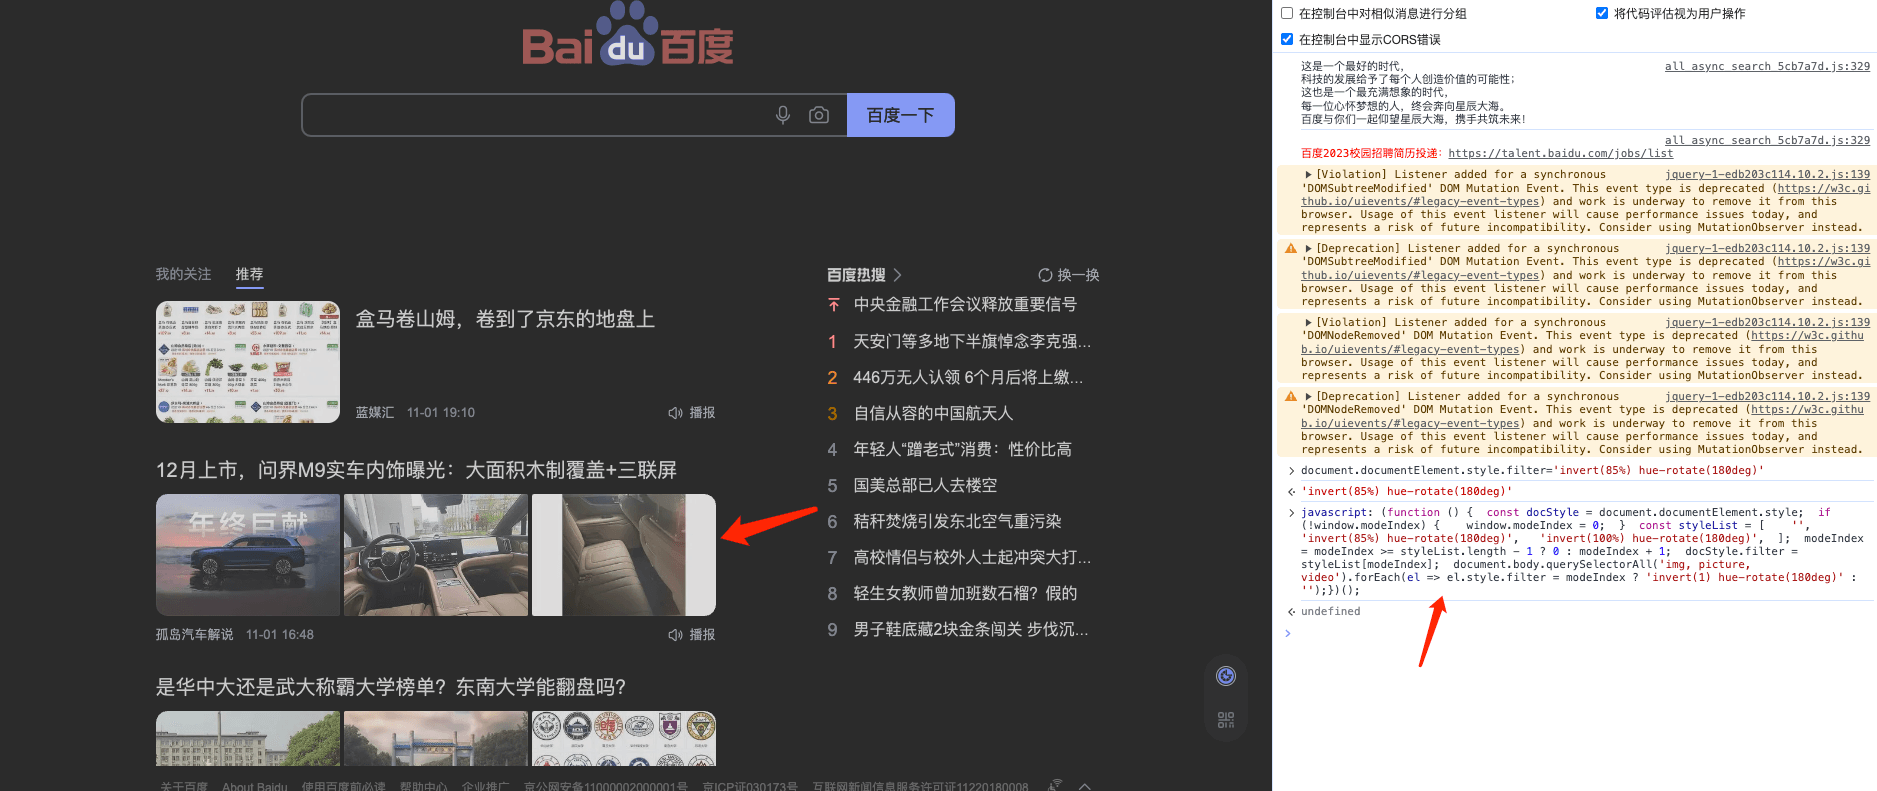 Bai du 百度
百度一下
我的关注 推荐
盒马卷山姆，卷到了京东的地盘上
蓝媒汇 11-01 19:10 播报
12月上市，问界M9实车内饰曝光：大面积木制覆盖+三联屏
年终巨献
孤岛汽车解说 11-01 16:48 播报
是华中大还是武大称霸大学榜单？东南大学能翻盘吗？
百度热搜 换一换
中央金融工作会议释放重要信号
1 天安门等多地下半旗悼念李克强...
2 446万无人认领 6个月后将上缴...
3 自信从容的中国航天人
4 年轻人“蹭老式”消费：性价比高
5 国美总部已人去楼空
6 秸秆焚烧引发东北空气重污染
7 高校情侣与校外人士起冲突大打...
8 轻生女教师曾加班数石榴？假的
9 男子鞋底藏2块金条闯关 步伐沉...
关于百度 About Baidu 使用百度前必读 帮助中心 企业推广 京公网安备11000002000001号 京ICP证030173号 互联网新闻信息服务许可证11220180008
在控制台中对相似消息进行分组 将代码评估视为用户操作
在控制台中显示CORS错误
这是一个最好的时代， all_async_search_5cb7a7d.js:329
科技的发展给予了每个人创造价值的可能性；
这也是一个最充满想象的时代，
每一位心怀梦想的人，终会奔向星辰大海。
百度与你们一起仰望星辰大海，携手共筑未来！
all_async_search_5cb7a7d.js:329
百度2023校园招聘简历投递：https://talent.baidu.com/jobs/list
[Violation] Listener added for a synchronous jquery-1-edb203c114.10.2.js:139
'DOMSubtreeModified' DOM Mutation Event. This event type is deprecated (https://w3c.gi
thub.io/uievents/#legacy-event-types) and work is underway to remove it from this
browser. Usage of this event listener will cause performance issues today, and
represents a risk of future incompatibility. Consider using MutationObserver instead.
[Deprecation] Listener added for a synchronous jquery-1-edb203c114.10.2.js:139
'DOMSubtreeModified' DOM Mutation Event. This event type is deprecated (https://w3c.gi
thub.io/uievents/#legacy-event-types) and work is underway to remove it from this
browser. Usage of this event listener will cause performance issues today, and
represents a risk of future incompatibility. Consider using MutationObserver instead.
[Violation] Listener added for a synchronous jquery-1-edb203c114.10.2.js:139
'DOMNodeRemoved' DOM Mutation Event. This event type is deprecated (https://w3c.githu
b.io/uievents/#legacy-event-types) and work is underway to remove it from this
browser. Usage of this event listener will cause performance issues today, and
represents a risk of future incompatibility. Consider using MutationObserver instead.
[Deprecation] Listener added for a synchronous jquery-1-edb203c114.10.2.js:139
'DOMNodeRemoved' DOM Mutation Event. This event type is deprecated (https://w3c.githu
b.io/uievents/#legacy-event-types) and work is underway to remove it from this
browser. Usage of this event listener will cause performance issues today, and
represents a risk of future incompatibility. Consider using MutationObserver instead.
document.documentElement.style.filter='invert(85%) hue-rotate(180deg)'
'invert(85%) hue-rotate(180deg)'
javascript: (function () { const docStyle = document.documentElement.style; if
(!window.modeIndex) { window.modeIndex = 0; } const styleList = [ '',
'invert(85%) hue-rotate(180deg)', 'invert(100%) hue-rotate(180deg)', ]; modeIndex
= modeIndex >= styleList.length - 1 ? 0 : modeIndex + 1; docStyle.filter =
styleList[modeIndex]; document.body.querySelectorAll('img, picture,
video').forEach(el => el.style.filter = modeIndex ? 'invert(1) hue-rotate(180deg)' :
'');})();
undefined